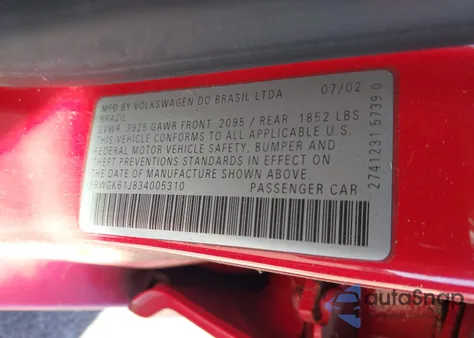 MFD BY VOLKSWAGEN DO BRASIL LTDA 07/02
BRAZIL
GVWR: 3925 GAWR FRONT: 2095 / REAR 1852 LBS
THIS VEHICLE CONFORMS TO ALL APPLICABLE U.S.
FEDERAL MOTOR VEHICLE SAFETY, BUMPER AND
THEFT PREVENTIONS STANDARDS IN EFFECT ON
THE DATE OF MANUFACTURE SHOWN ABOVE.
9BWGK61J834005310 PASSENGER CAR
27412331 5739 0
autoSnap